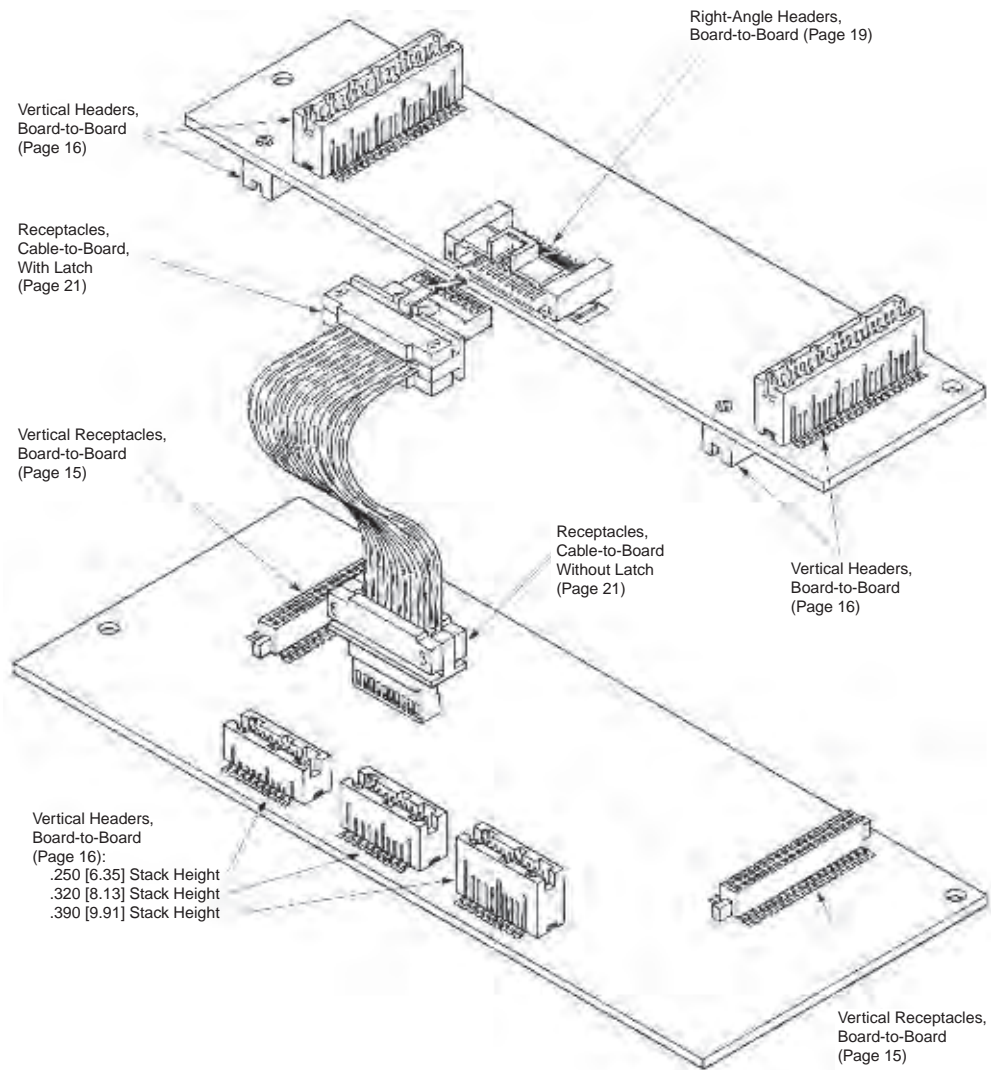 Right-Angle Headers,
Board-to-Board (Page 19)
Vertical Headers,
Board-to-Board
(Page 16)
Receptacles,
Cable-to-Board,
With Latch
(Page 21)
Vertical Receptacles,
Board-to-Board
(Page 15)
Receptacles,
Cable-to-Board
Without Latch
(Page 21)
Vertical Headers,
Board-to-Board
(Page 16)
Vertical Headers,
Board-to-Board
(Page 16):
.250 [6.35] Stack Height
.320 [8.13] Stack Height
.390 [9.91] Stack Height
Vertical Receptacles,
Board-to-Board
(Page 15)